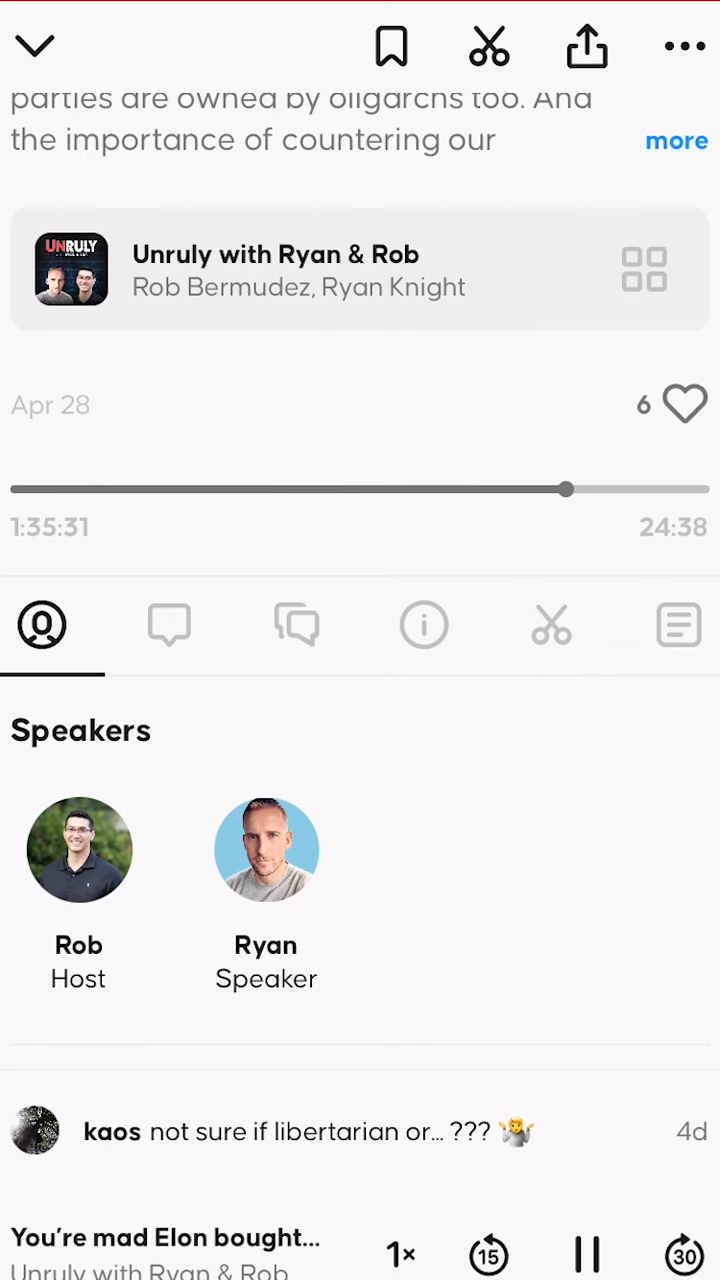 parties are owned by oligarchs too. And
the importance of countering our more
UNRULY
Unruly with Ryan & Rob
Rob Bermudez, Ryan Knight
Apr 28 6
1:35:31 24:38
Speakers
Rob Ryan
Host Speaker
kaos not sure if libertarian or... ??? 🤷‍♂️ 4d
You're mad Elon bought...
1× 15 30
Unruly with Ryan & Rob